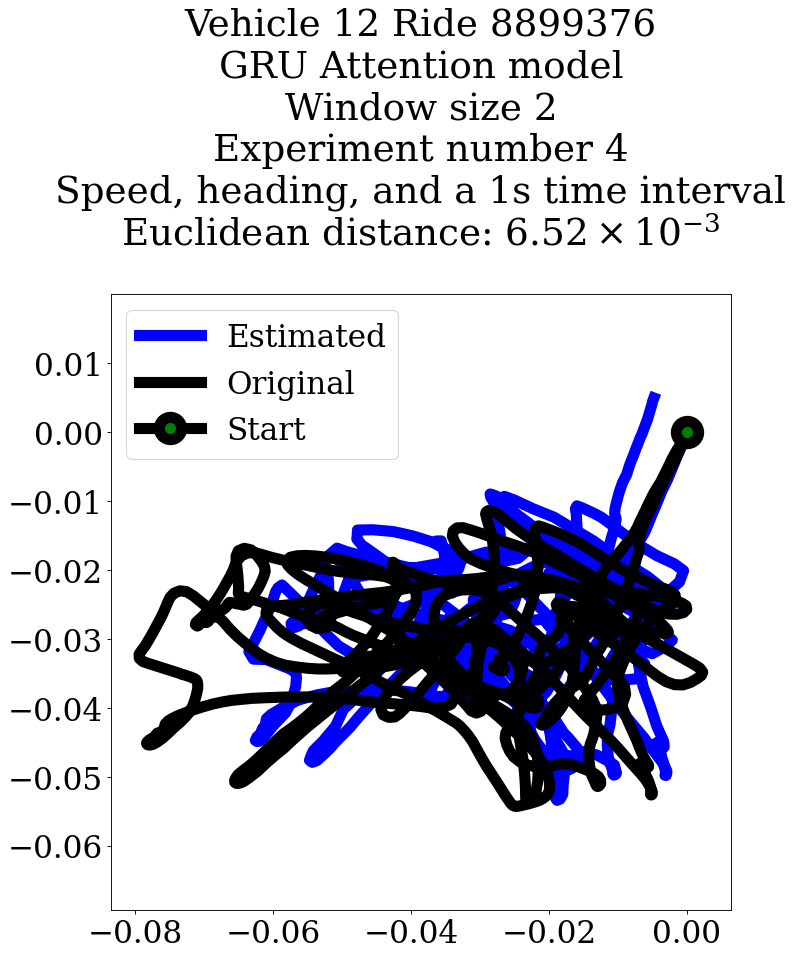 Vehicle 12 Ride 8899376
GRU Attention model
Window size 2
Experiment number 4
Speed, heading, and a 1s time interval
Euclidean distance: 6.52 × 10⁻³
Estimated
Original
Start
0.01
0.00
−0.01
−0.02
−0.03
−0.04
−0.05
−0.06
−0.08 −0.06 −0.04 −0.02 0.00